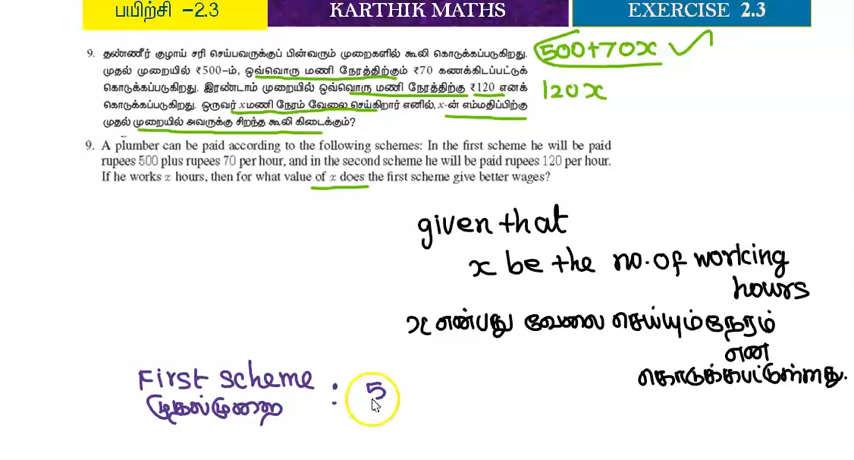 பயிற்சி -2.3
KARTHIK MATHS
EXERCISE 2.3
9. தண்ணீர் குழாய் சரி செய்பவருக்குப் பின்வரும் முறைகளில் கூலி கொடுக்கப்படுகிறது.
முதல் முறையில் ₹500-ம், ஒவ்வொரு மணி நேரத்திற்கும் ₹70 கணக்கிடப்பட்டுக்
கொடுக்கப்படுகிறது. இரண்டாம் முறையில் ஒவ்வொரு மணி நேரத்திற்கு ₹120 எனக்
கொடுக்கப்படுகிறது. ஒருவர் x மணி நேரம் வேலை செய்கிறார் எனில், x-ன் எம்மதிப்பிற்கு
முதல் முறையில் அவருக்கு சிறந்த கூலி கிடைக்கும்?
500+70x ✓
120x
9. A plumber can be paid according to the following schemes: In the first scheme he will be paid
rupees 500 plus rupees 70 per hour, and in the second scheme he will be paid rupees 120 per hour.
If he works x hours, then for what value of x does the first scheme give better wages?
given that
x be the no. of working
hours
x என்பது வேலை செய்யும் நேரம்
என
கொடுக்கப்பட்டுள்ளது.
First scheme : 5
முதல் முறை :